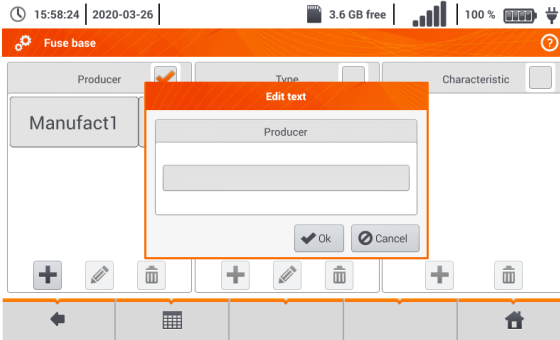 15:58:24 2020-03-26 3.6 GB free 100 %
Fuse base ?
Producer Type Characteristic
Edit text
Manufact1
Producer
Ok Cancel